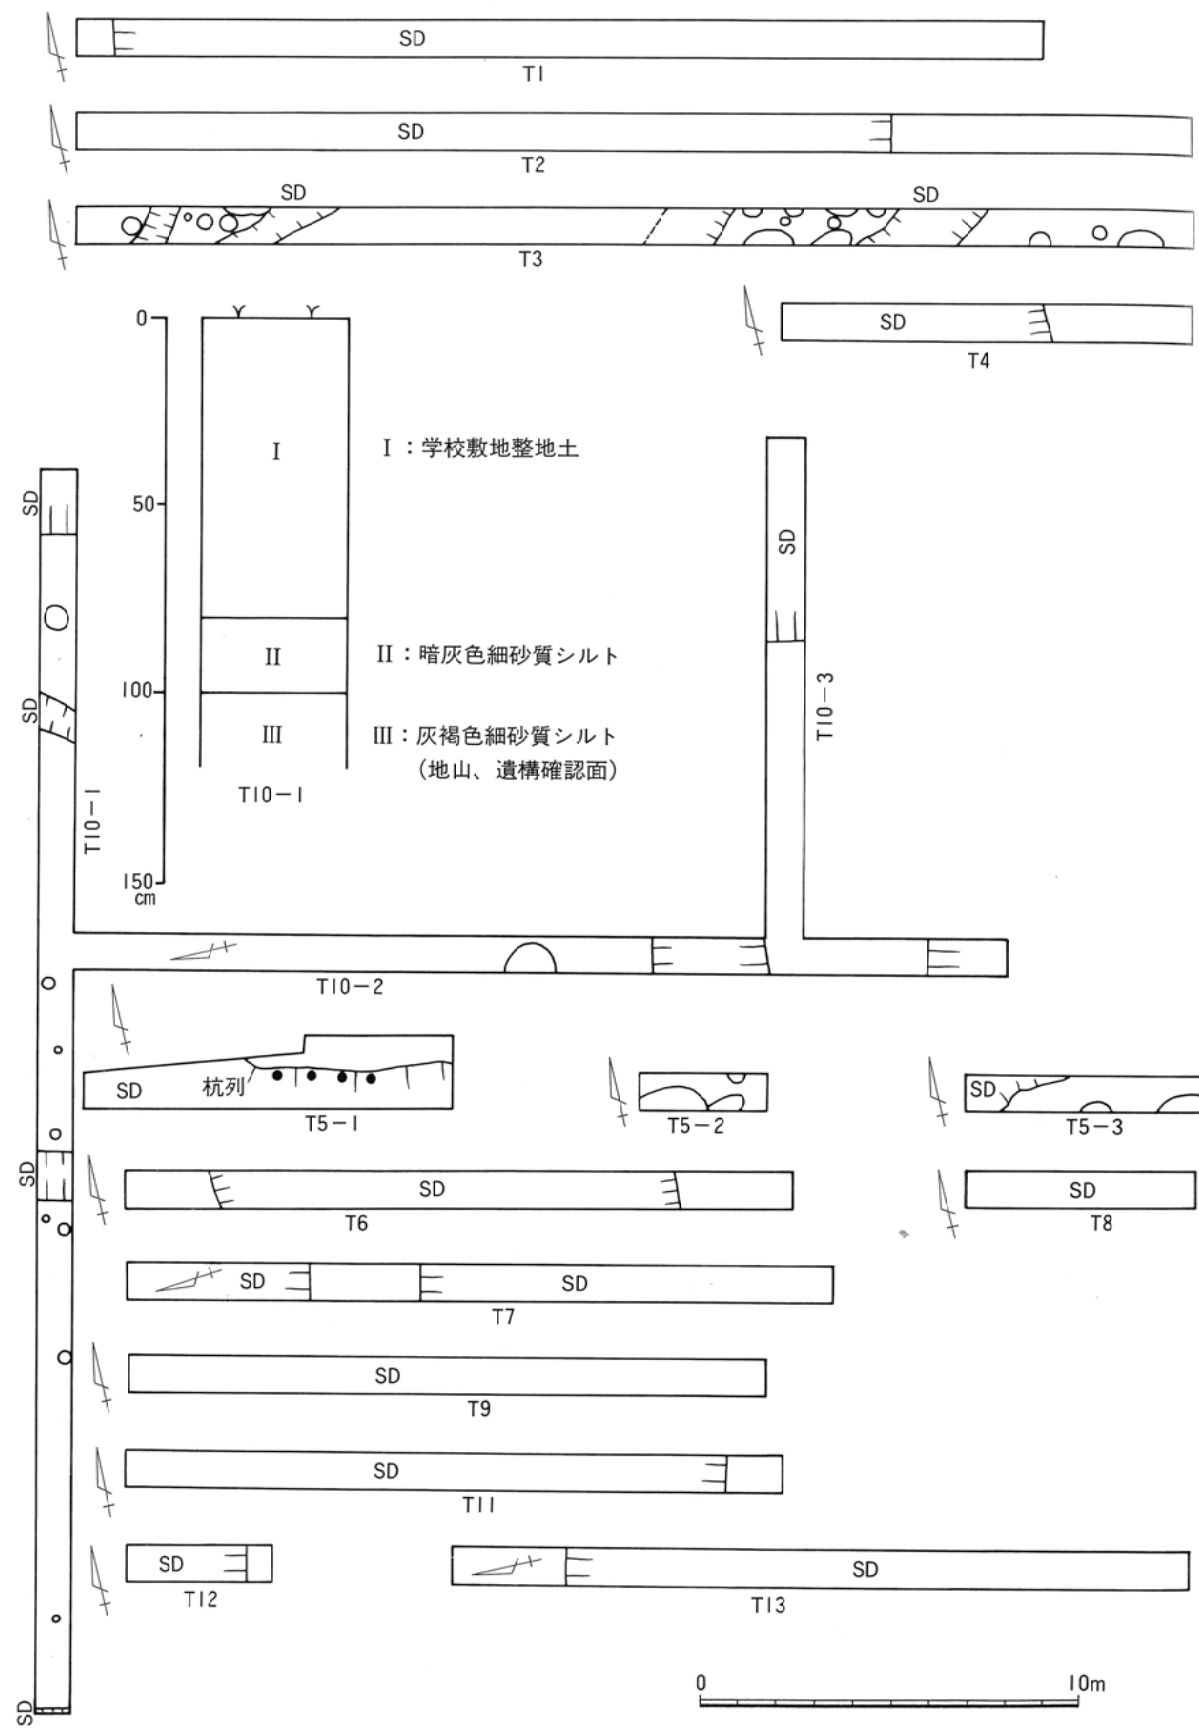 SD
T1
SD
T2
SD
SD
T3
SD
T4
0
50
100
150
cm
I
II
III
T10-1
I：学校敷地整地土
II：暗灰色細砂質シルト
III：灰褐色細砂質シルト
（地山、遺構確認面）
SD
SD
T10-1
SD
SD
SD
T10-3
T10-2
SD
杭列
T5-1
T5-2
SD
T5-3
SD
T6
SD
T8
SD
SD
T7
SD
T9
SD
T11
SD
T12
SD
T13
0
10m